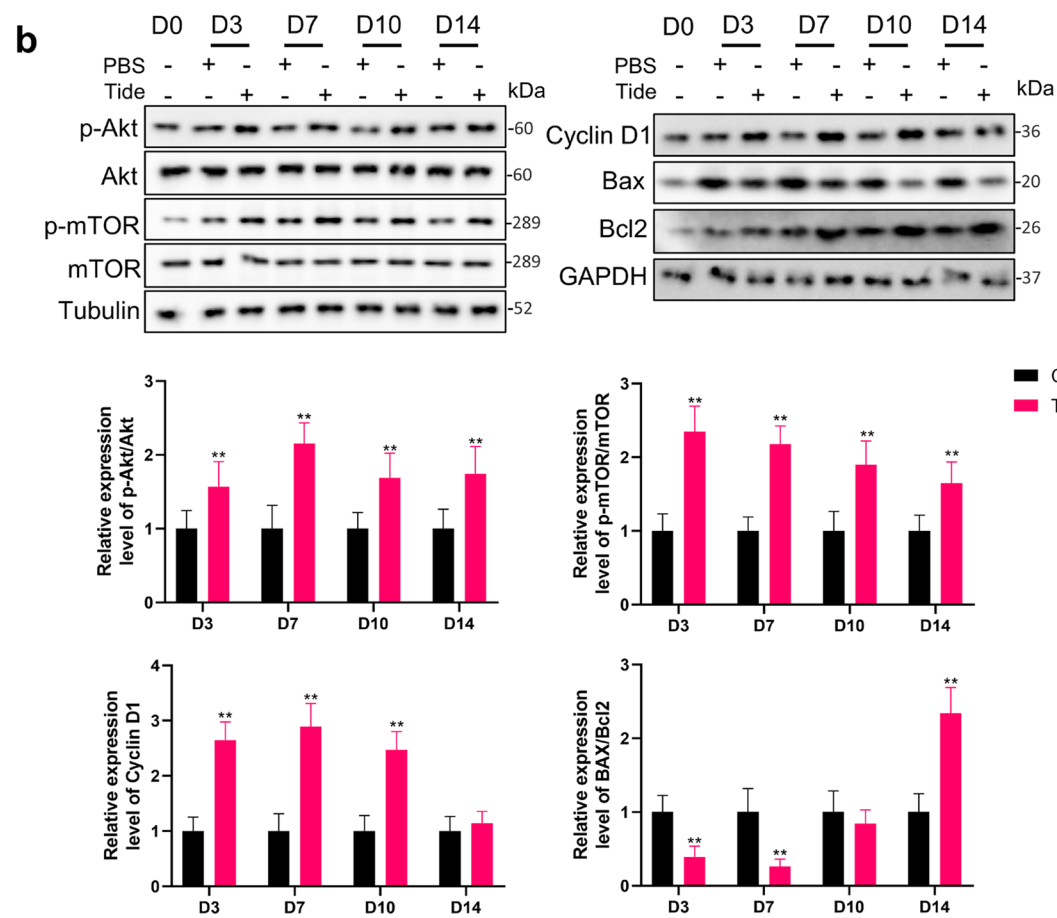 b
D0 D3 D7 D10 D14
PBS - + - + - + - + -
Tide - - + - + - + - + kDa
p-Akt -60
Akt -60
p-mTOR -289
mTOR -289
Tubulin -52
D0 D3 D7 D10 D14
PBS - + - + - + - + -
Tide - - + - + - + - + kDa
Cyclin D1 -36
Bax -20
Bcl2 -26
GAPDH -37
Relative expression
level of p-Akt/Akt
3
2
1
0
** ** ** **
D3 D7 D10 D14
Relative expression
level of p-mTOR/mTOR
3
2
1
0
** ** ** **
D3 D7 D10 D14
T
Relative expression
level of Cyclin D1
4
3
2
1
0
** ** **
D3 D7 D10 D14
Relative expression
level of BAX/Bcl2
3
2
1
0
** ** **
D3 D7 D10 D14